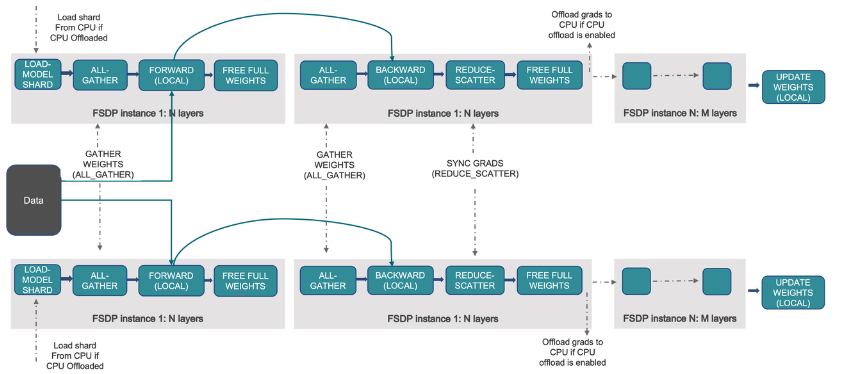 Load shard
From CPU if
CPU Offloaded
Offload grads to
CPU if CPU
offload is enabled
LOAD-
MODEL
SHARD
ALL-
GATHER
FORWARD
(LOCAL)
FREE FULL
WEIGHTS
FSDP instance 1: N layers
ALL-
GATHER
BACKWARD
(LOCAL)
REDUCE-
SCATTER
FREE FULL
WEIGHTS
FSDP instance 1: N layers
FSDP instance N: M layers
UPDATE
WEIGHTS
(LOCAL)
GATHER
WEIGHTS
(ALL_GATHER)
GATHER
WEIGHTS
(ALL_GATHER)
SYNC GRADS
(REDUCE_SCATTER)
Data
LOAD-
MODEL
SHARD
ALL-
GATHER
FORWARD
(LOCAL)
FREE FULL
WEIGHTS
FSDP instance 1: N layers
ALL-
GATHER
BACKWARD
(LOCAL)
REDUCE-
SCATTER
FREE FULL
WEIGHTS
FSDP instance 1: N layers
FSDP instance N: M layers
UPDATE
WEIGHTS
(LOCAL)
Load shard
From CPU if
CPU Offloaded
Offload grads to
CPU if CPU
offload is enabled